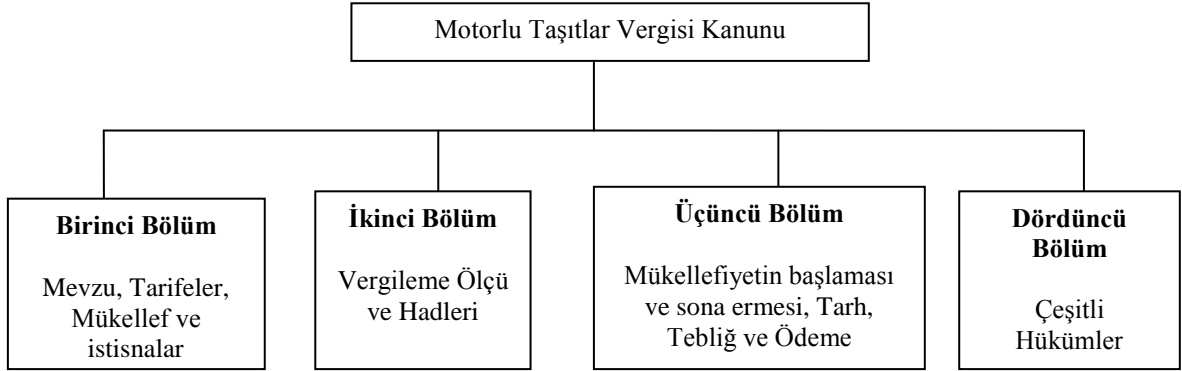 Motorlu Taşıtlar Vergisi Kanunu
Birinci Bölüm
Mevzu, Tarifeler,
Mükellef ve
istisnalar
İkinci Bölüm
Vergileme Ölçü
ve Hadleri
Üçüncü Bölüm
Mükellefiyetin başlaması
ve sona ermesi, Tarh,
Tebliğ ve Ödeme
Dördüncü
Bölüm
Çeşitli
Hükümler